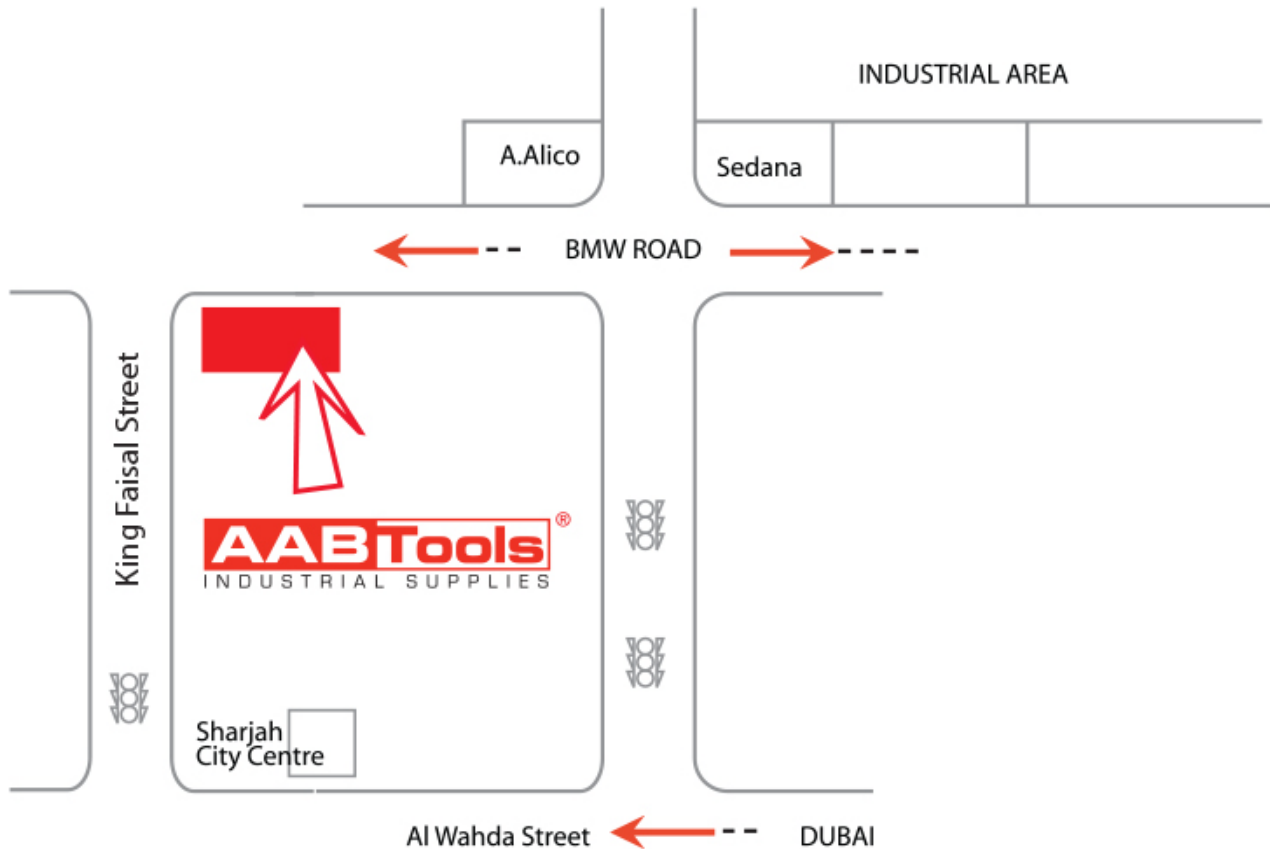 INDUSTRIAL AREA
A.Alico
Sedana
BMW ROAD
King Faisal Street
AABTools®
INDUSTRIAL SUPPLIES
Sharjah
City Centre
Al Wahda Street
DUBAI